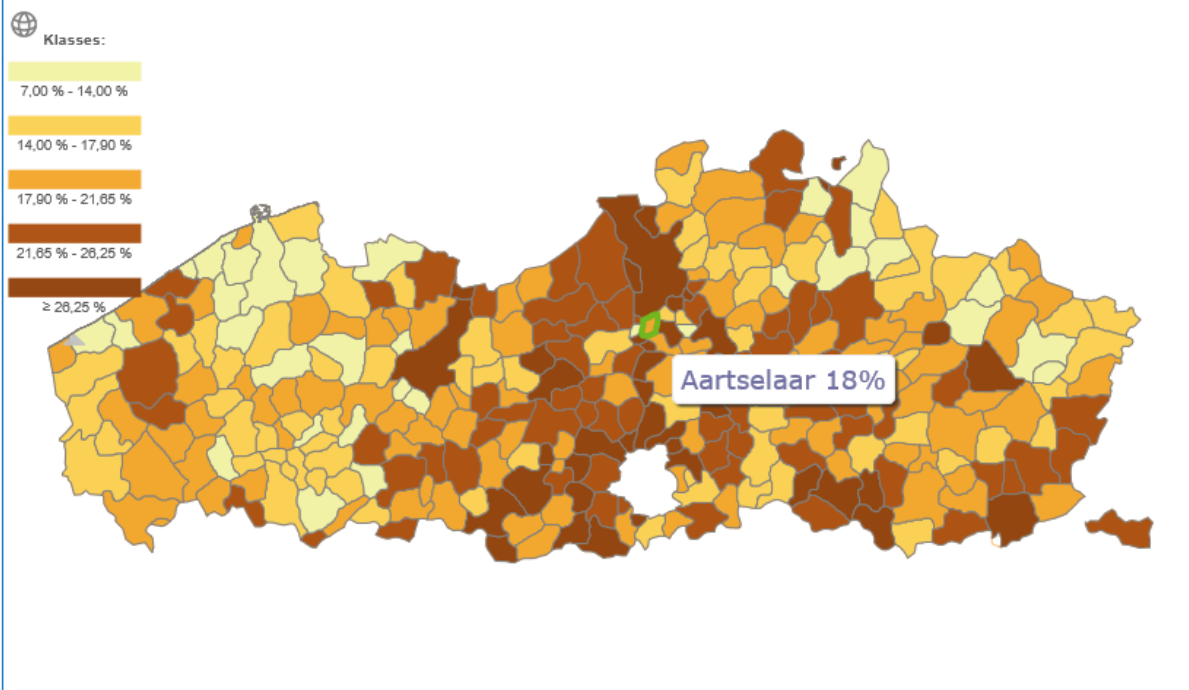 Klasses:
7,00 % - 14,00 %
14,00 % - 17,90 %
17,90 % - 21,65 %
21,65 % - 26,25 %
≥ 26,25 %
Aartselaar 18%